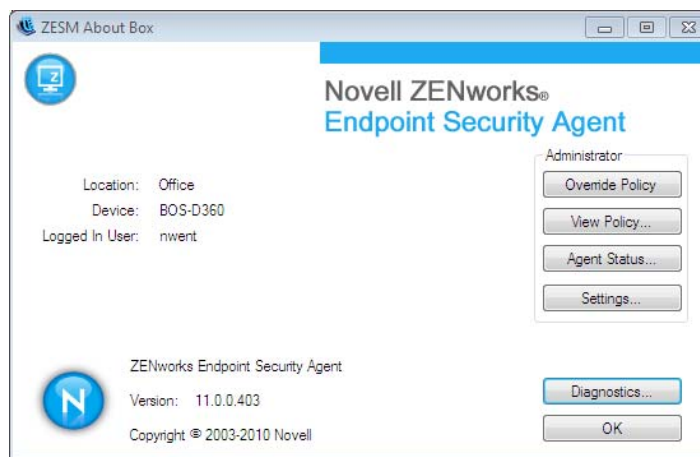 ZESM About Box
Z
Novell ZENworks®
Endpoint Security Agent
Administrator
Override Policy
View Policy...
Agent Status...
Settings...
Location: Office
Device: BOS-D360
Logged In User: nwent
N
ZENworks Endpoint Security Agent
Version: 11.0.0.403
Copyright © 2003-2010 Novell
Diagnostics...
OK